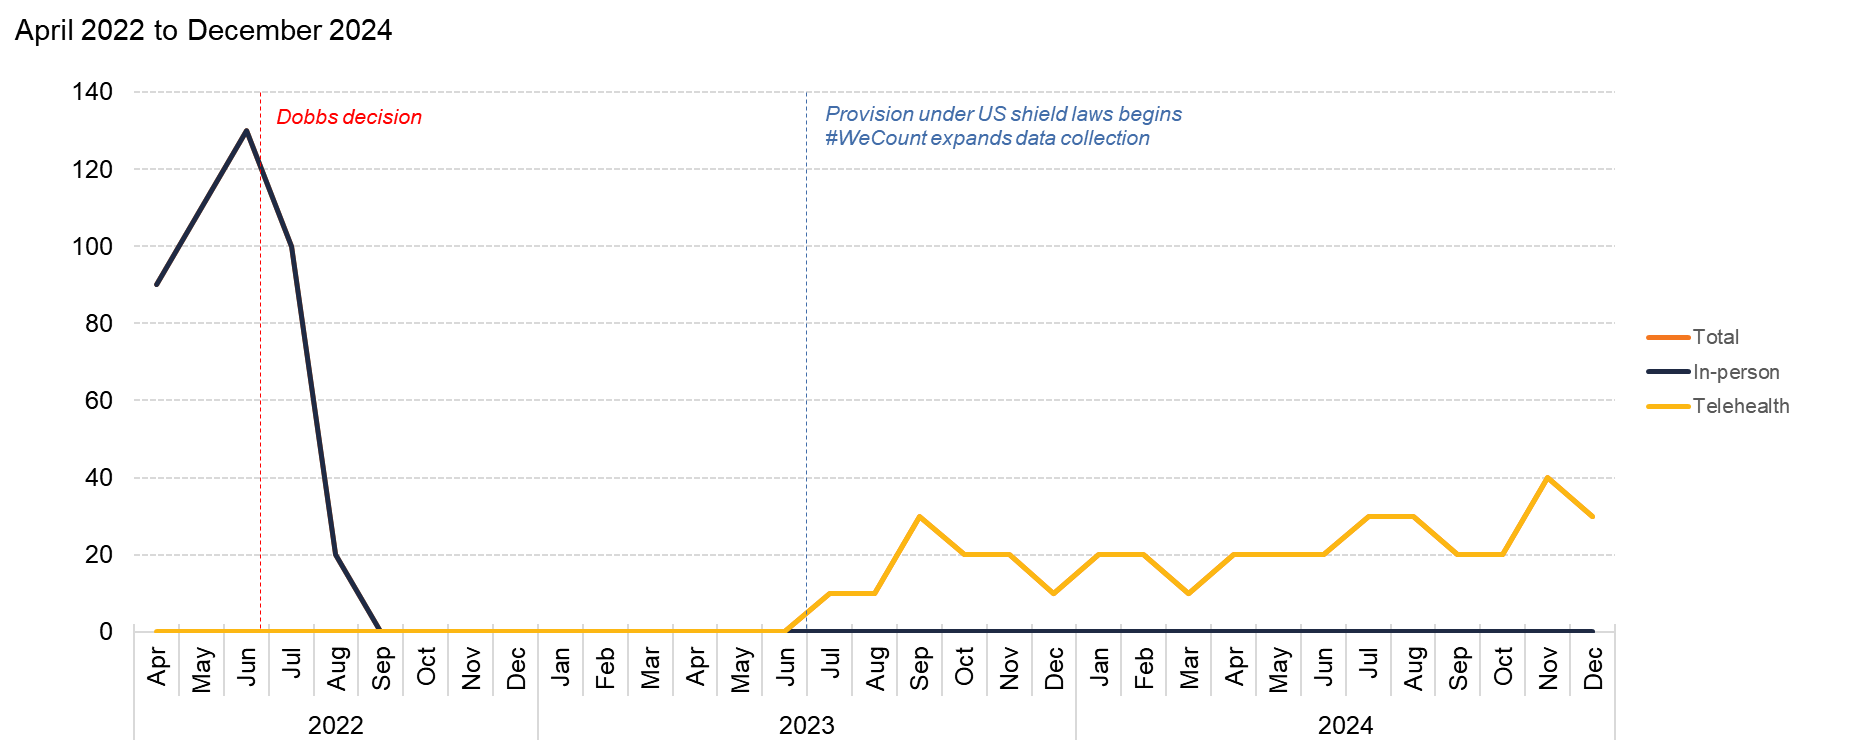 April 2022 to December 2024
140
Dobbs decision
Provision under US shield laws begins
#WeCount expands data collection
120
100
80
60
40
20
0
Total
In-person
Telehealth
Apr May Jun Jul Aug Sep Oct Nov Dec Jan Feb Mar Apr May Jun Jul Aug Sep Oct Nov Dec Jan Feb Mar Apr May Jun Jul Aug Sep Oct Nov Dec
2022 2023 2024